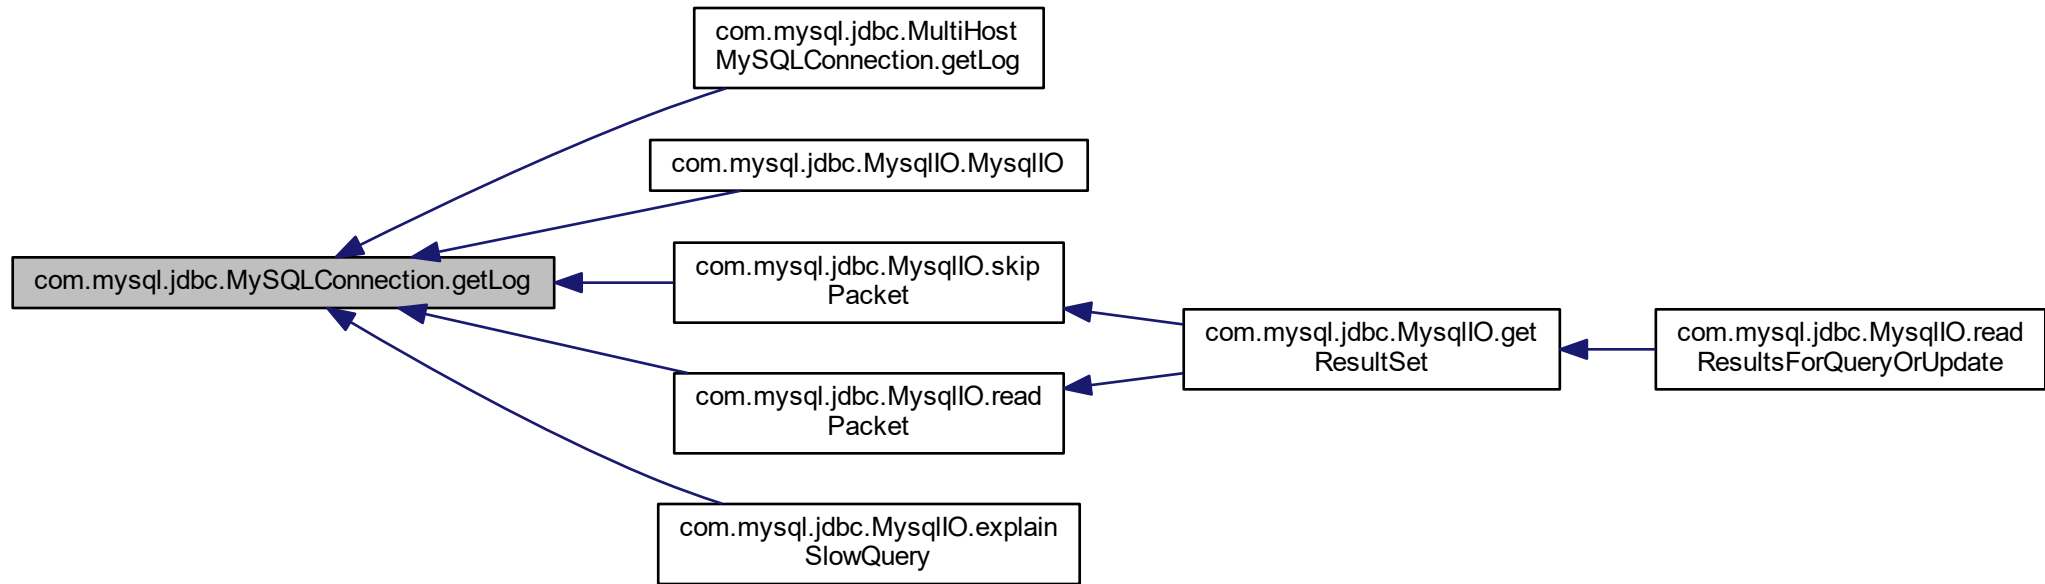 com.mysql.jdbc.MultiHost
MySQLConnection.getLog
com.mysql.jdbc.MysqlIO.MysqlIO
com.mysql.jdbc.MySQLConnection.getLog
com.mysql.jdbc.MysqlIO.skip
Packet
com.mysql.jdbc.MysqlIO.get
ResultSet
com.mysql.jdbc.MysqlIO.read
ResultsForQueryOrUpdate
com.mysql.jdbc.MysqlIO.read
Packet
com.mysql.jdbc.MysqlIO.explain
SlowQuery